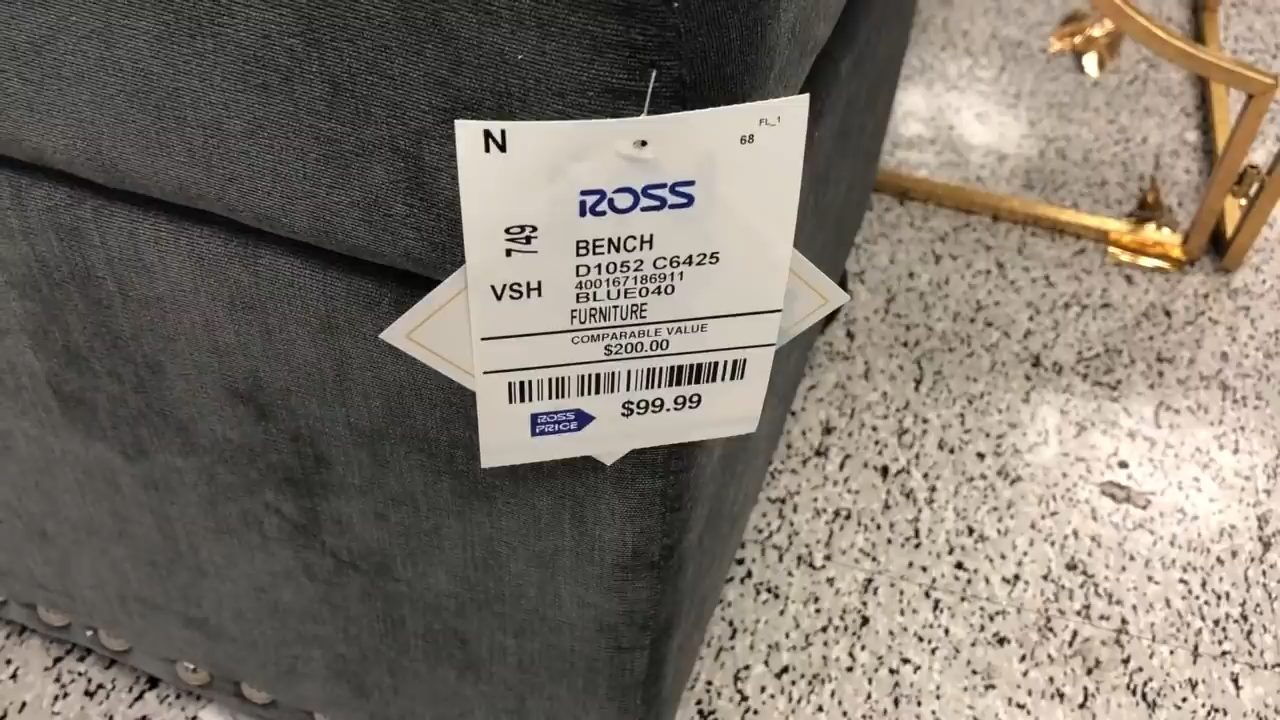 N
FL_1
68
ROSS
749
BENCH
D1052 C6425
400167186911
VSH
BLUE040
FURNITURE
COMPARABLE VALUE
$200.00
ROSS
PRICE
$99.99